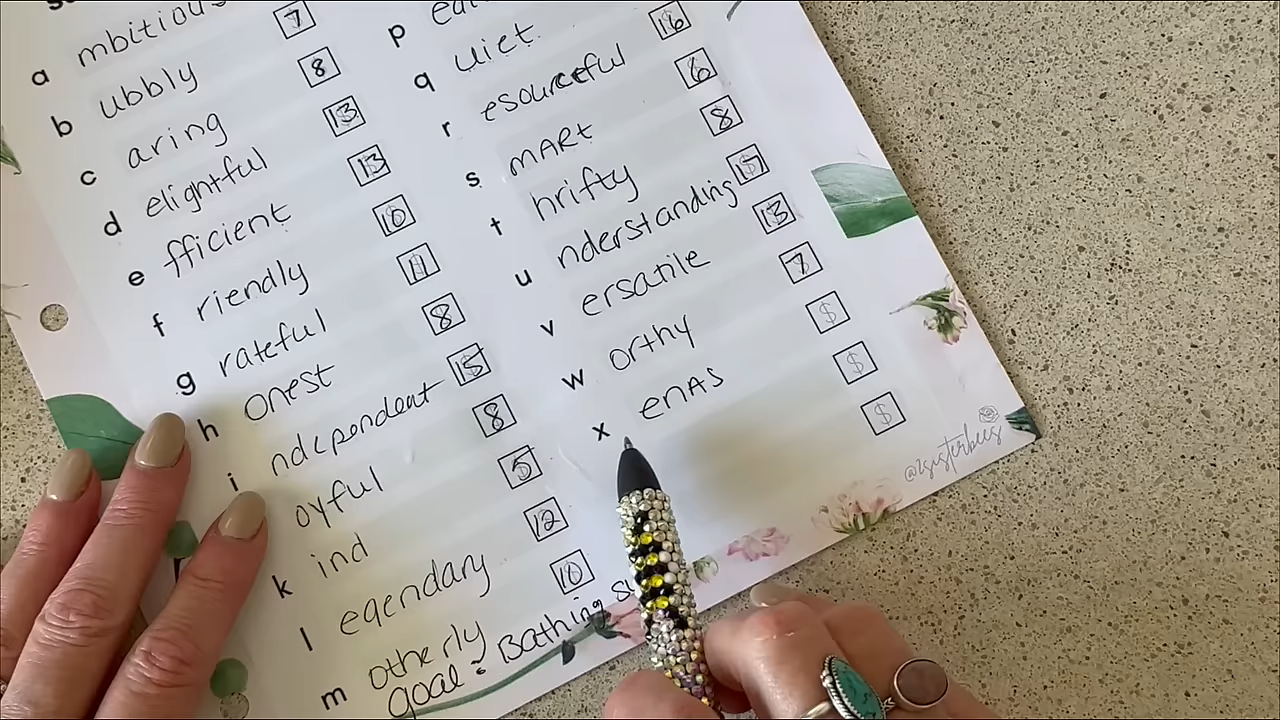 a mbitious
b ubbly 7
c aring 8
d elightful 13
e fficient 13
f riendly 10
g rateful 11
h onest 8
i ndependent 15
j oyful 8
k ind 5
l egendary 12
m otherly 10
p
q uiet
r esourceful 16
s mart 6
t hrifty 8
u nderstanding 15
v ersatile 13
w orthy 7
x enas $
$
$
goal: Bathing
@2sisterbees